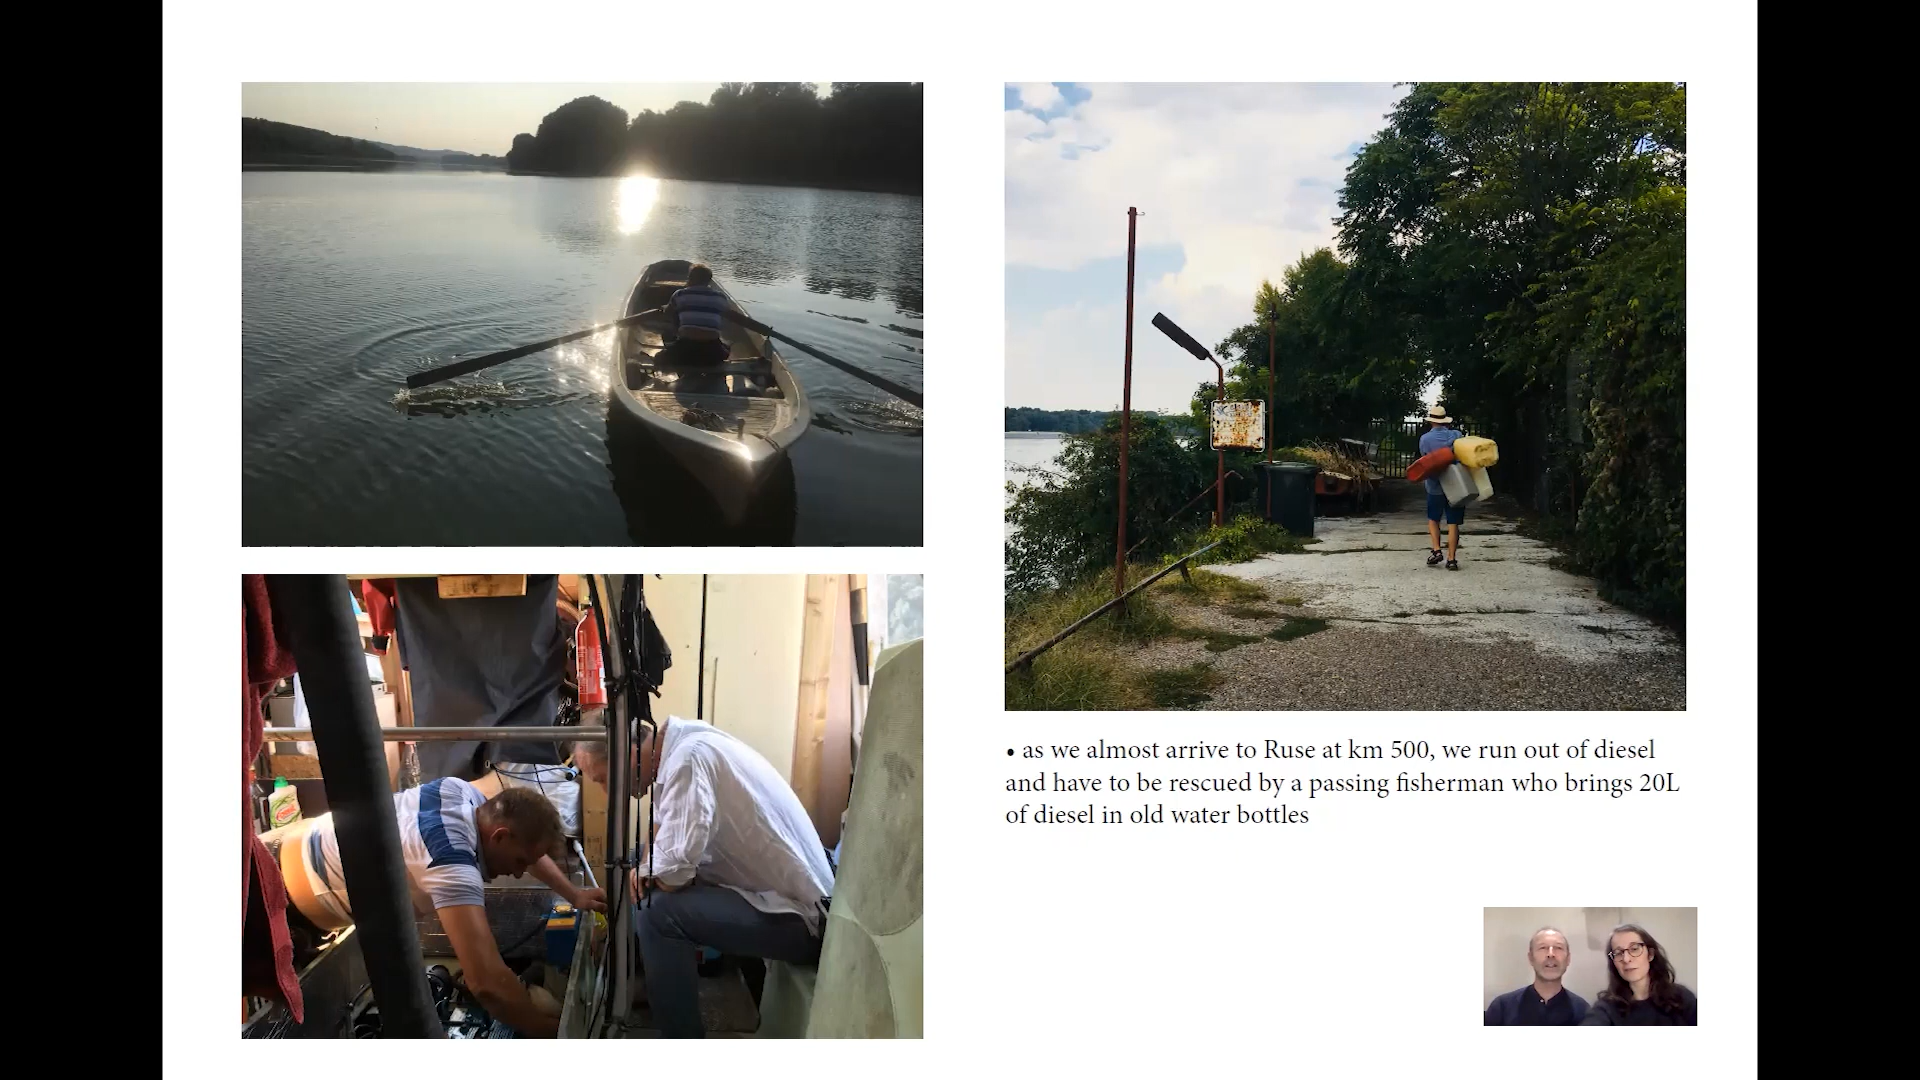 • as we almost arrive to Ruse at km 500, we run out of diesel
and have to be rescued by a passing fisherman who brings 20L
of diesel in old water bottles